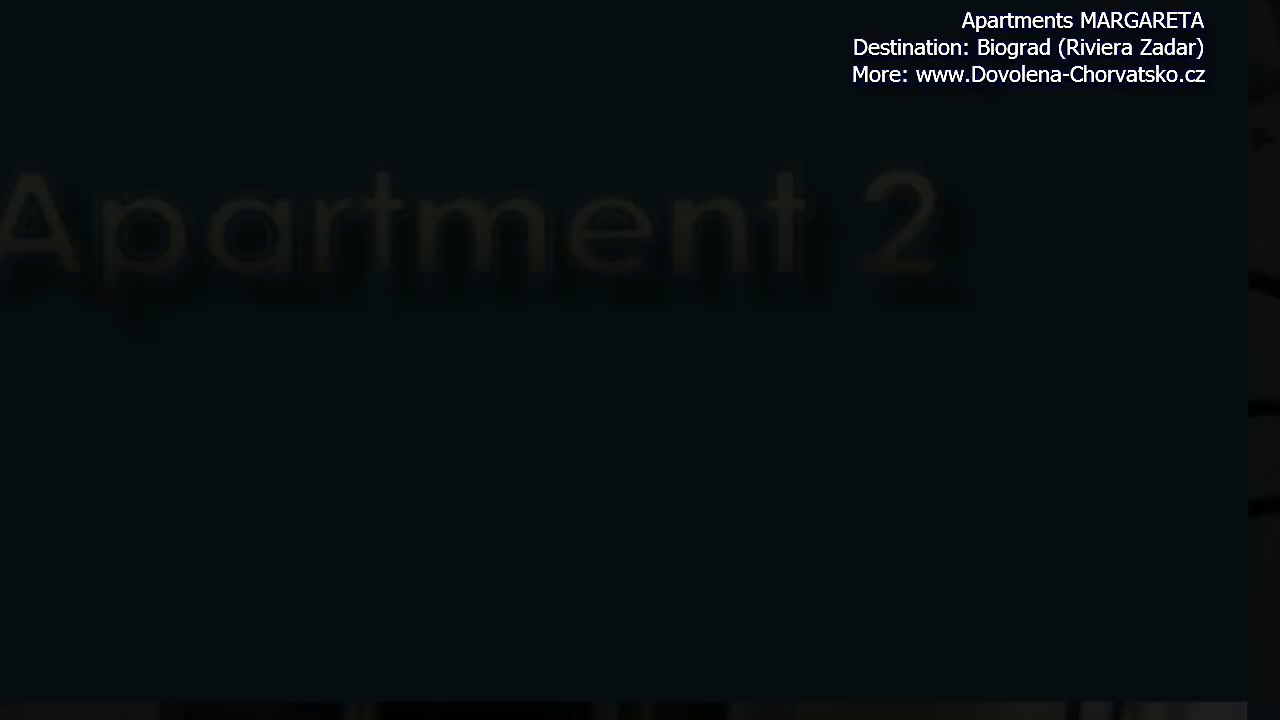 Apartments MARGARETA
Destination: Biograd (Riviera Zadar)
More: www.Dovolena-Chorvatsko.cz
Apartment 2